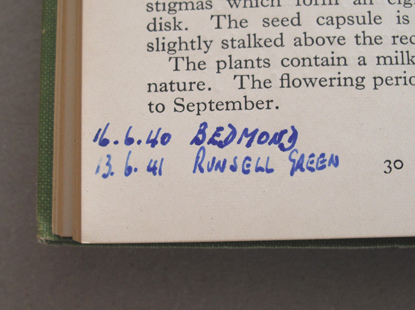 stigmas which form an eig
disk. The seed capsule is
slightly stalked above the rec
The plants contain a milk
nature. The flowering perio
to September.
16.6.40 BEDMOND
13.6.41 RUNSELL GREEN
30